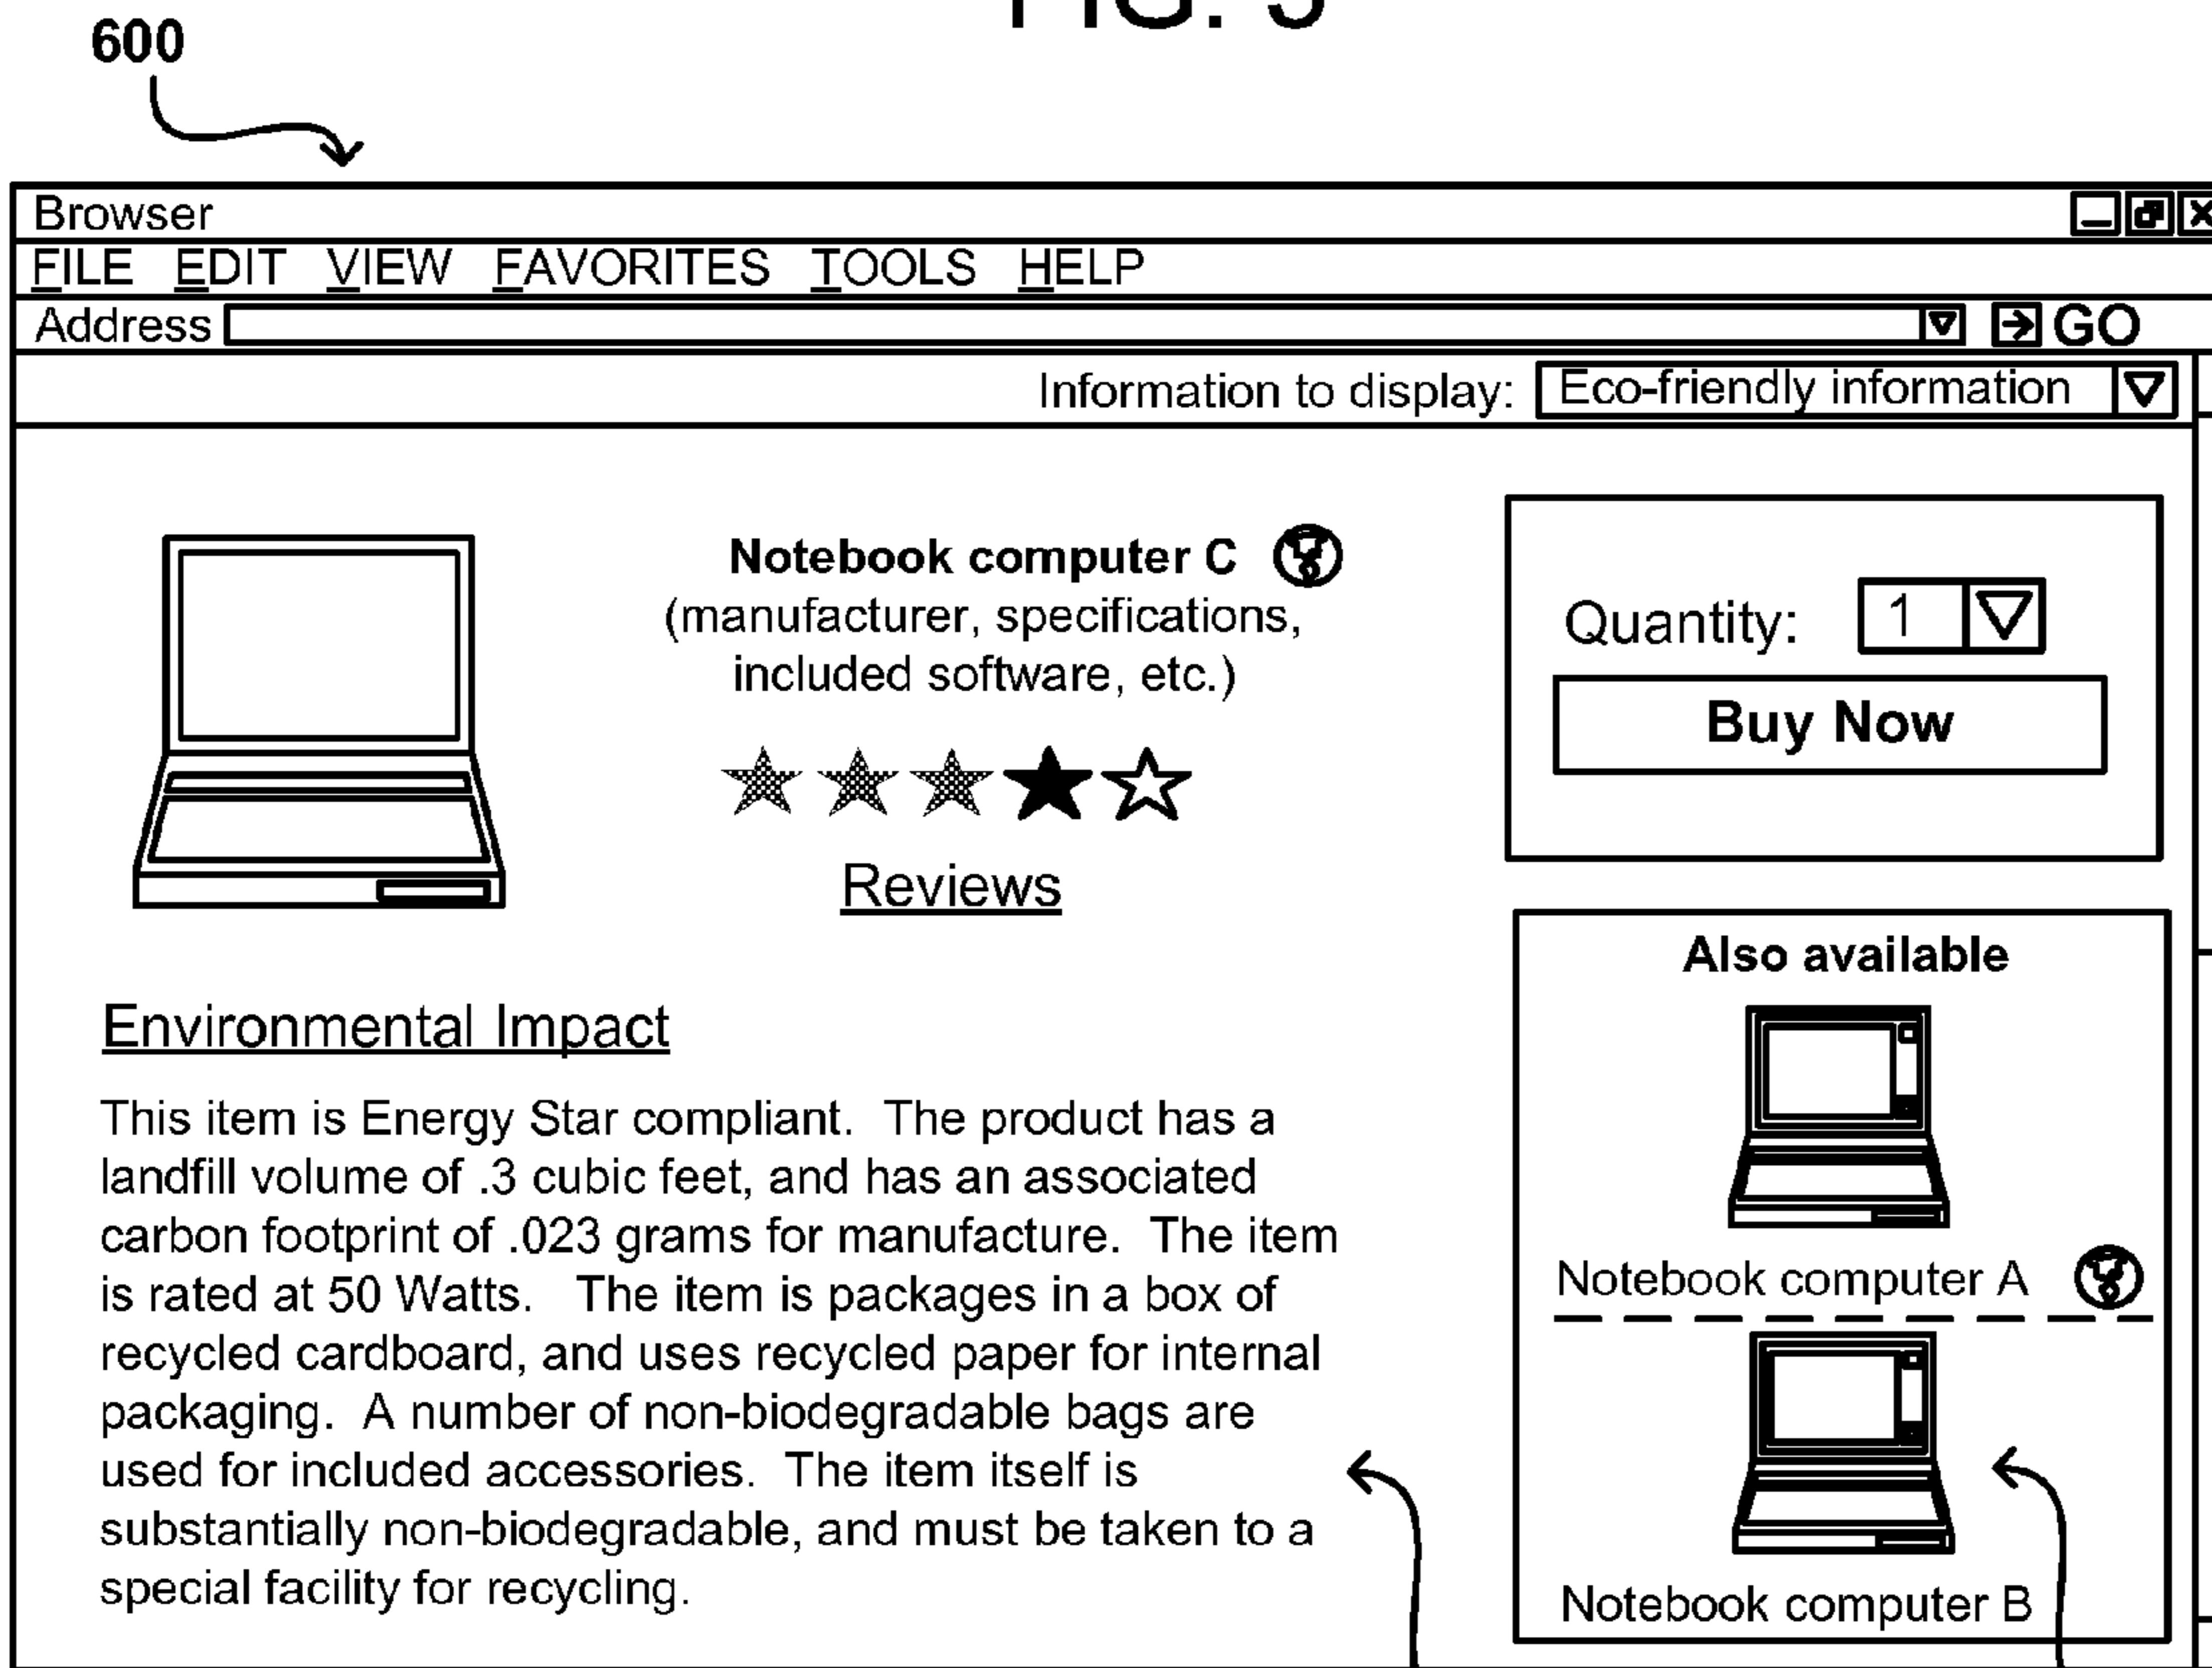 FIG. 5
600
Browser
FILE EDIT VIEW FAVORITES TOOLS HELP
Address GO
Information to display: Eco-friendly information
Notebook computer C
(manufacturer, specifications,
included software, etc.)
Reviews
Quantity: 1
Buy Now
Environmental Impact
This item is Energy Star compliant. The product has a
landfill volume of .3 cubic feet, and has an associated
carbon footprint of .023 grams for manufacture. The item
is rated at 50 Watts. The item is packages in a box of
recycled cardboard, and uses recycled paper for internal
packaging. A number of non-biodegradable bags are
used for included accessories. The item itself is
substantially non-biodegradable, and must be taken to a
special facility for recycling.
Also available
Notebook computer A
Notebook computer B